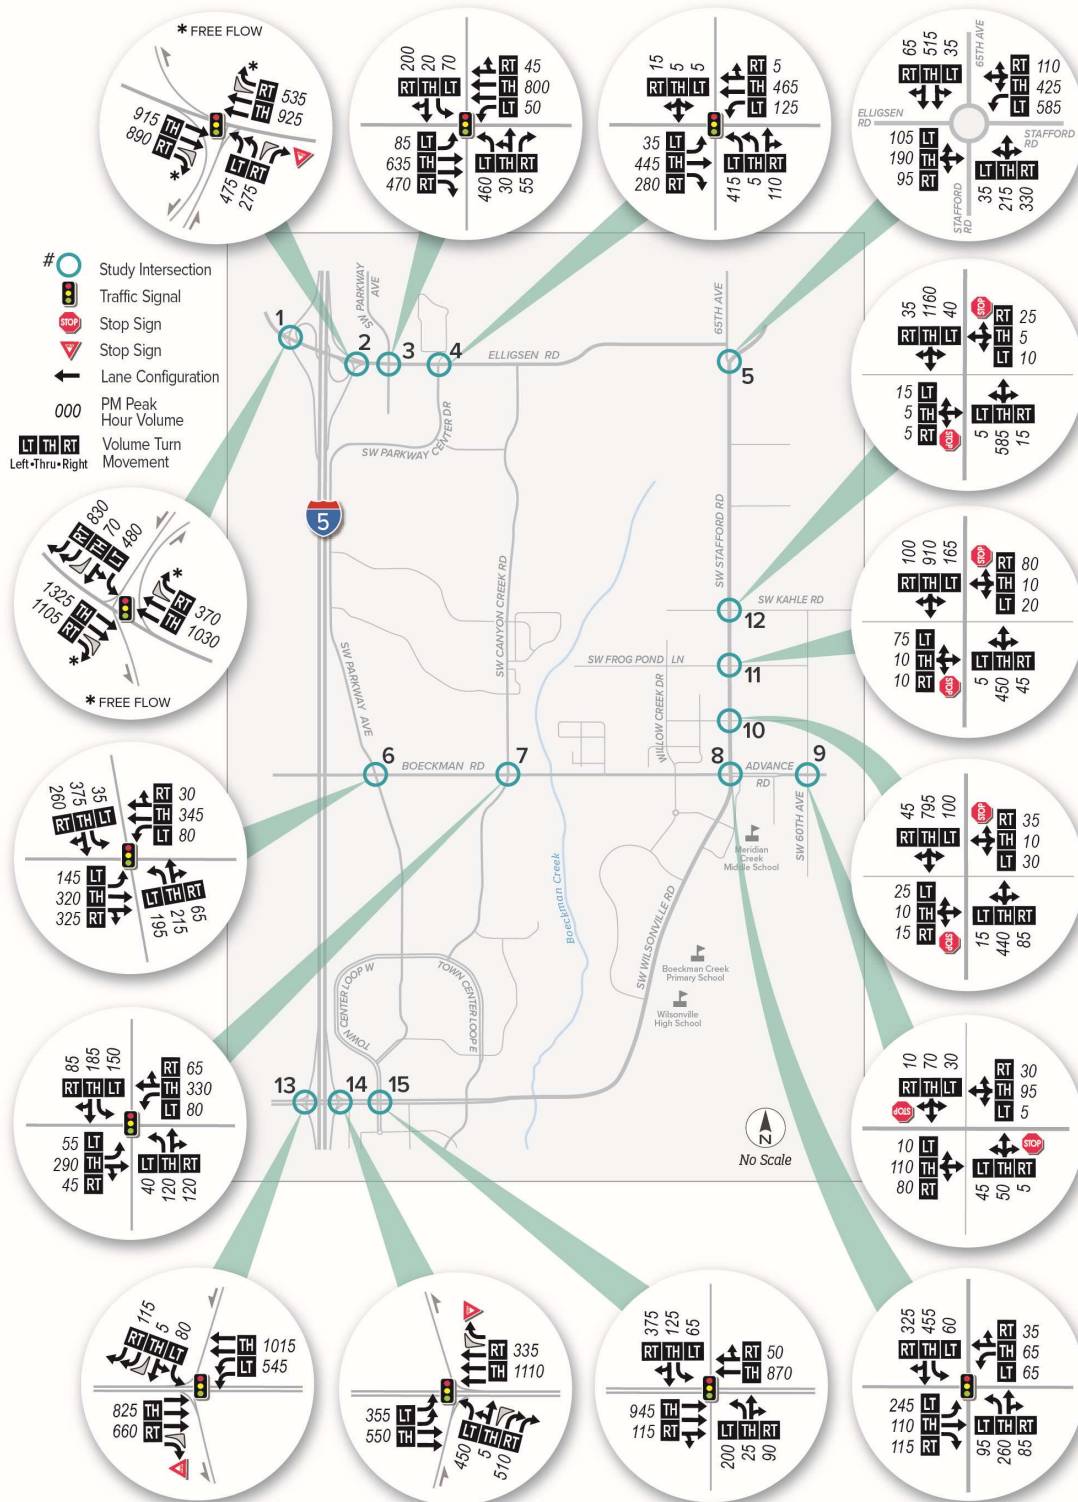 * FREE FLOW
*
RT 535
TH 925
915 TH
890 RT
*
LT RT
475 275
200 20 70
RT TH LT
RT 45
TH 800
LT 50
85 LT
635 TH
470 RT
LT TH RT
460 30 55
15 5 5
RT TH LT
RT 5
TH 465
LT 125
35 LT
445 TH
280 RT
LT TH RT
415 5 110
65 515 35
RT TH LT
65TH AVE
RT 110
TH 425
LT 585
ELLIGSEN RD
STAFFORD RD
105 LT
190 TH
95 RT
STAFFORD RD
LT TH RT
35 215 330
#
Study Intersection
Traffic Signal
STOP Stop Sign
Stop Sign
Lane Configuration
000 PM Peak Hour Volume
LT TH RT Volume Turn Movement
Left•Thru•Right
1
2
3
4
5
SW PARKWAY AVE
ELLIGSEN RD
65TH AVE
SW PARKWAY CENTER DR
5
SW CANYON CREEK RD
SW STAFFORD RD
SW KAHLE RD
12
SW FROG POND LN
11
WILLOW CREEK DR
10
SW PARKWAY AVE
6
BOECKMAN RD
7
8
ADVANCE RD
9
SW 60TH AVE
Meridian Creek Middle School
Boeckman Creek
SW WILSONVILLE RD
Boeckman Creek Primary School
Wilsonville High School
TOWN CENTER LOOP W
TOWN CENTER LOOP E
13
14
15
N
No Scale
35 1160 40
RT TH LT
STOP
RT 25
TH 5
LT 10
15 LT
5 TH
5 RT
STOP
LT TH RT
5 585 15
830 70 480
RT TH LT
*
RT 370
TH 1030
1325 TH
1105 RT
*
* FREE FLOW
100 910 165
RT TH LT
STOP
RT 80
TH 10
LT 20
75 LT
10 TH
10 RT
STOP
LT TH RT
5 450 45
260 375 35
RT TH LT
RT 30
TH 345
LT 80
145 LT
320 TH
325 RT
LT TH RT
195 215 65
45 795 100
RT TH LT
STOP
RT 35
TH 10
LT 30
25 LT
10 TH
15 RT
STOP
LT TH RT
15 440 85
85 185 150
RT TH LT
RT 65
TH 330
LT 80
55 LT
290 TH
45 RT
LT TH RT
40 120 120
10 70 30
RT TH LT
STOP
RT 30
TH 95
LT 5
10 LT
110 TH
80 RT
STOP
LT TH RT
45 50 5
115 5 80
RT TH LT
TH 1015
LT 545
825 TH
660 RT
RT 335
TH 1110
355 LT
550 TH
LT TH RT
450 5 510
375 125 65
RT TH LT
RT 50
TH 870
945 TH
115 RT
LT TH RT
200 25 90
325 455 60
RT TH LT
RT 35
TH 65
LT 65
245 LT
110 TH
115 RT
LT TH RT
95 260 85